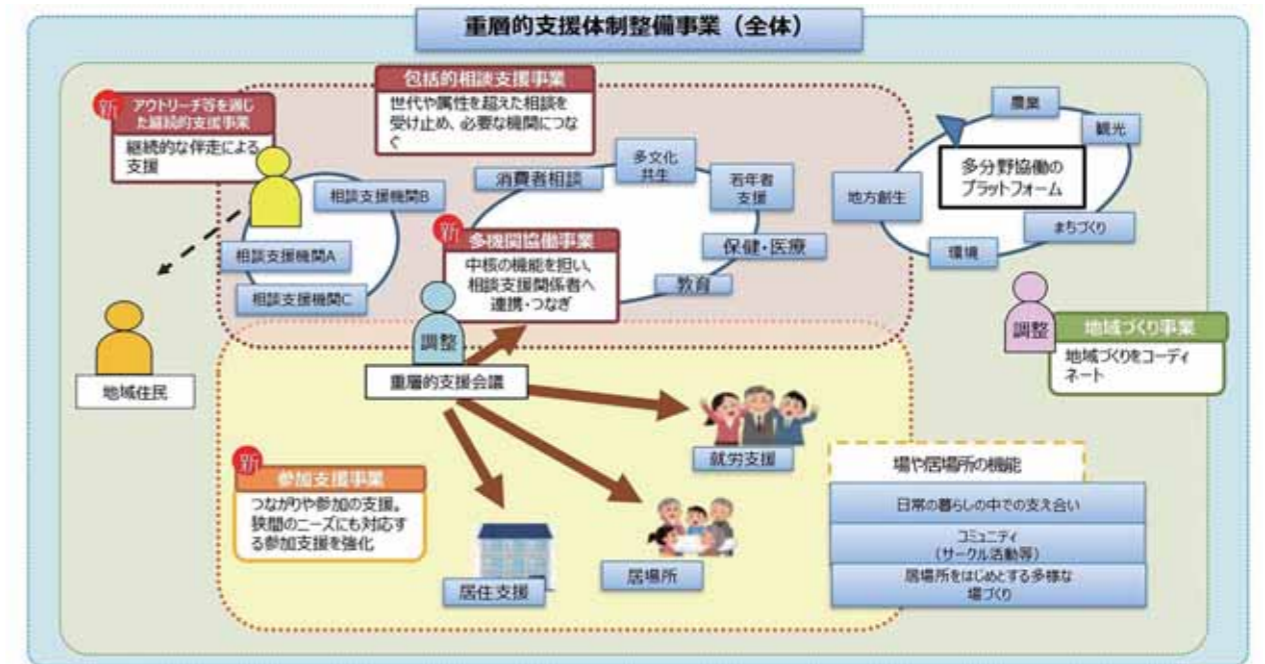 重層的支援体制整備事業（全体）
新
アウトリーチ等を通じ
た継続的支援事業
継続的な伴走による
支援
包括的相談支援事業
世代や属性を超えた相談を
受け止め、必要な機関につな
ぐ
相談支援機関B
相談支援機関A
相談支援機関C
消費者相談
多文化
共生
若年者
支援
保健・医療
教育
新
多機関協働事業
中核の機能を担い、
相談支援関係者へ
連携・つなぎ
調整
重層的支援会議
農業
観光
多分野協働の
プラットフォーム
地方創生
まちづくり
環境
調整
地域づくり事業
地域づくりをコーディ
ネート
地域住民
新
参加支援事業
つながりや参加の支援。
狭間のニーズにも対応す
る参加支援を強化
就労支援
居場所
居住支援
場や居場所の機能
日常の暮らしの中での支え合い
コミュニティ
（サークル活動等）
居場所をはじめとする多様な
場づくり